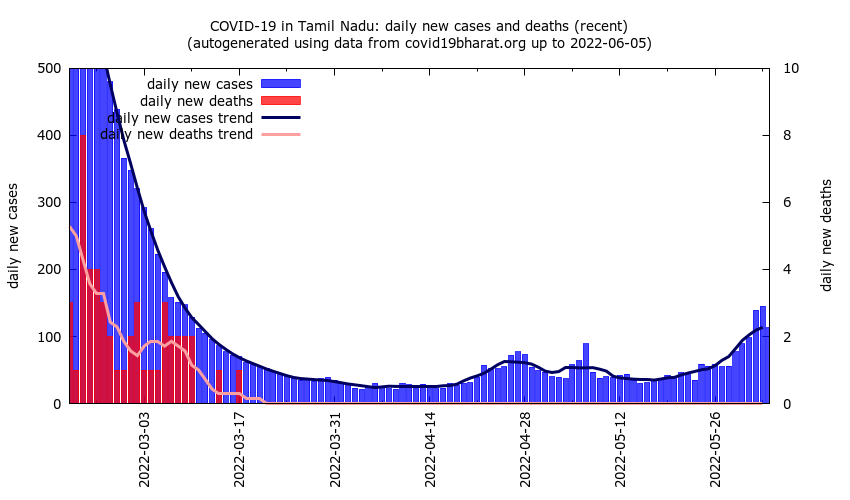 COVID-19 in Tamil Nadu: daily new cases and deaths (recent)
(autogenerated using data from covid19bharat.org up to 2022-06-05)
daily new cases
daily new deaths
daily new cases trend
daily new deaths trend
500
400
300
200
100
0
10
8
6
4
2
0
daily new cases
daily new deaths
2022-03-03
2022-03-17
2022-03-31
2022-04-14
2022-04-28
2022-05-12
2022-05-26